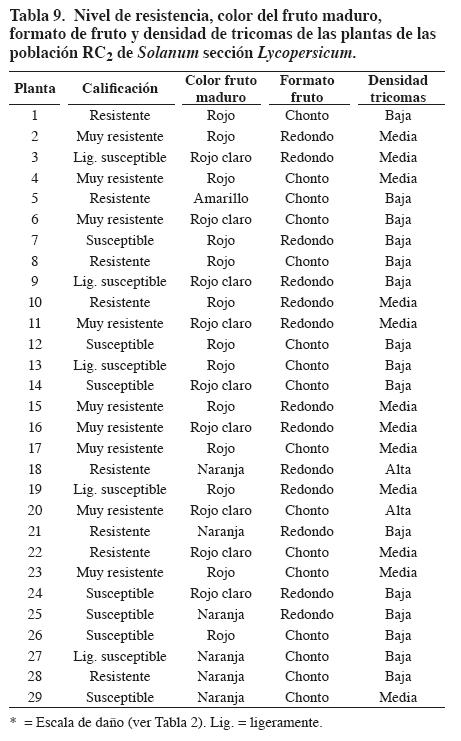 Tabla 9. Nivel de resistencia, color del fruto maduro,
formato de fruto y densidad de tricomas de las plantas de las
población RC2 de Solanum sección Lycopersicum.
Planta Calificación Color fruto maduro Formato fruto Densidad tricomas
1 Resistente Rojo Chonto Baja
2 Muy resistente Rojo Redondo Media
3 Lig. susceptible Rojo claro Redondo Media
4 Muy resistente Rojo Chonto Media
5 Resistente Amarillo Chonto Baja
6 Muy resistente Rojo claro Chonto Baja
7 Susceptible Rojo Redondo Baja
8 Resistente Rojo Chonto Baja
9 Lig. susceptible Rojo claro Redondo Baja
10 Resistente Rojo Redondo Media
11 Muy resistente Rojo claro Redondo Media
12 Susceptible Rojo Chonto Baja
13 Lig. susceptible Rojo Chonto Baja
14 Susceptible Rojo claro Chonto Baja
15 Muy resistente Rojo Redondo Media
16 Muy resistente Rojo claro Redondo Media
17 Muy resistente Rojo Chonto Media
18 Resistente Naranja Redondo Alta
19 Lig. susceptible Rojo Redondo Media
20 Muy resistente Rojo claro Chonto Alta
21 Resistente Naranja Redondo Baja
22 Resistente Rojo claro Chonto Media
23 Muy resistente Rojo Chonto Media
24 Susceptible Rojo claro Redondo Baja
25 Susceptible Naranja Redondo Baja
26 Susceptible Rojo Chonto Baja
27 Lig. susceptible Naranja Chonto Baja
28 Resistente Naranja Chonto Baja
29 Susceptible Naranja Chonto Media
* = Escala de daño (ver Tabla 2). Lig. = ligeramente.